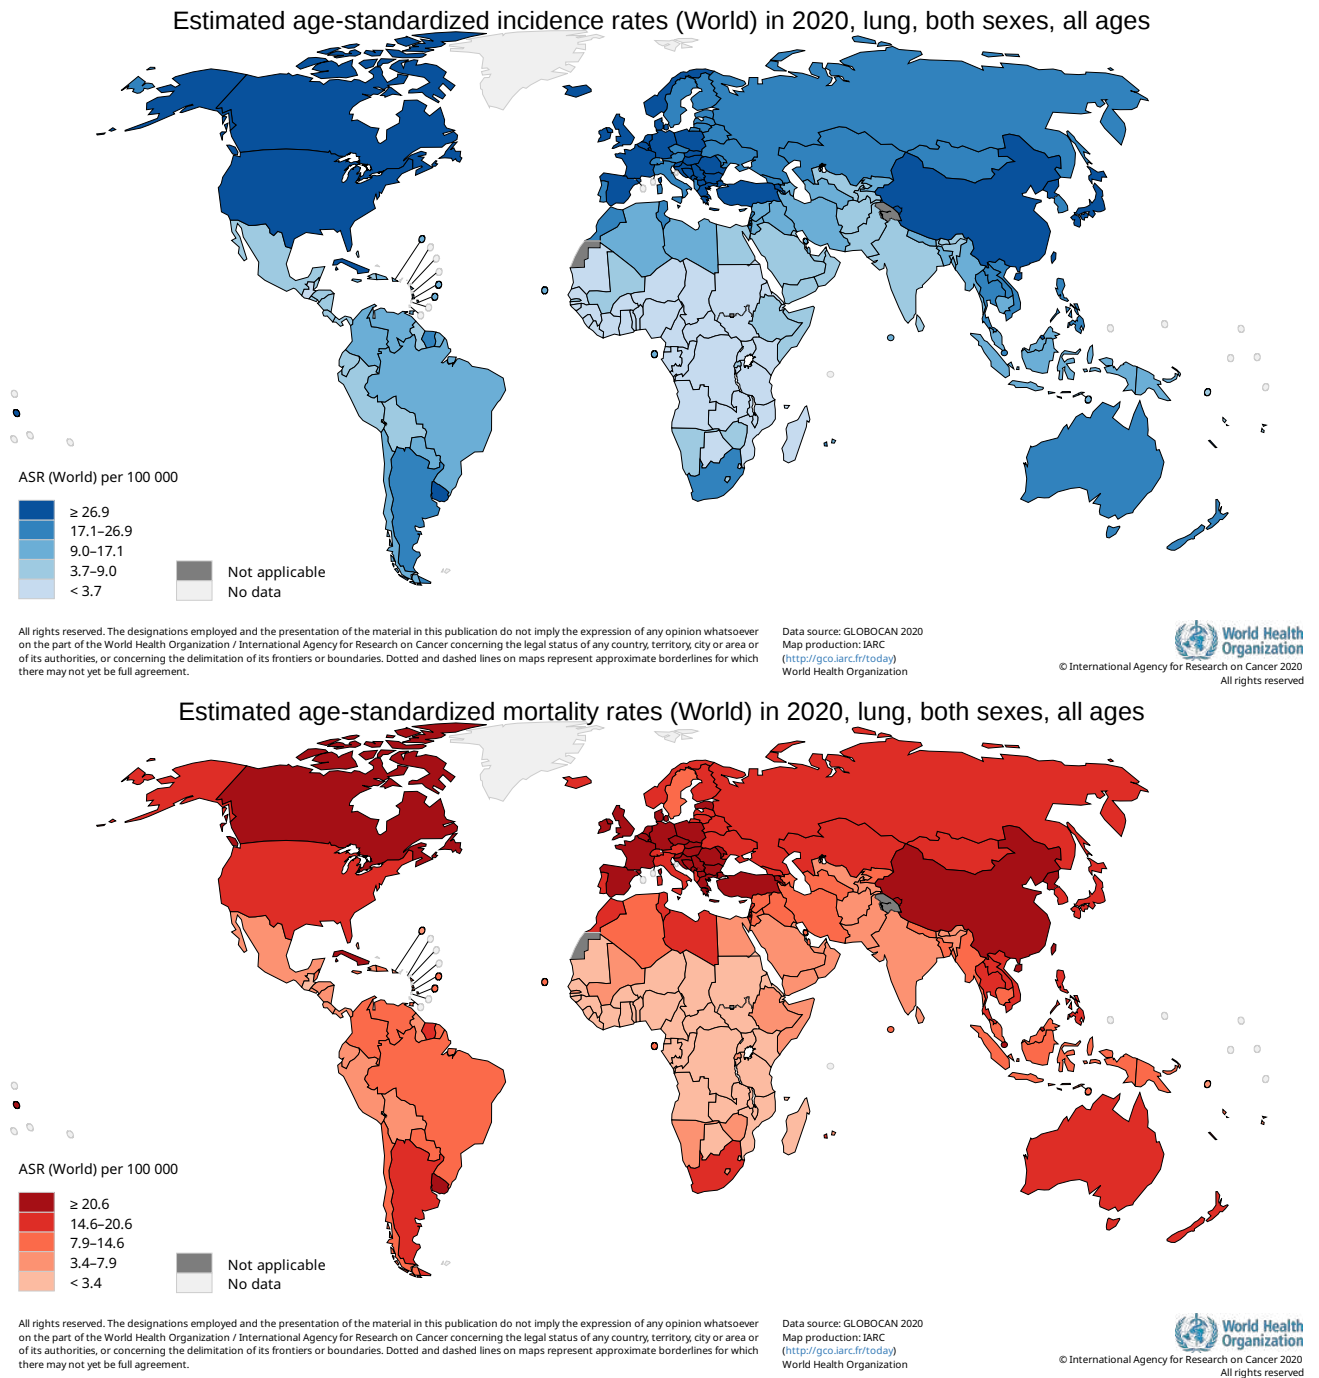 Estimated age-standardized incidence rates (World) in 2020, lung, both sexes, all ages
ASR (World) per 100 000
≥ 26.9
17.1–26.9
9.0–17.1
3.7–9.0
< 3.7
Not applicable
No data
All rights reserved. The designations employed and the presentation of the material in this publication do not imply the expression of any opinion whatsoever
on the part of the World Health Organization / International Agency for Research on Cancer concerning the legal status of any country, territory, city or area or
of its authorities, or concerning the delimitation of its frontiers or boundaries. Dotted and dashed lines on maps represent approximate borderlines for which
there may not yet be full agreement.
Data source: GLOBOCAN 2020
Map production: IARC
(http://gco.iarc.fr/today)
World Health Organization
World Health
Organization
© International Agency for Research on Cancer 2020
All rights reserved
Estimated age-standardized mortality rates (World) in 2020, lung, both sexes, all ages
ASR (World) per 100 000
≥ 20.6
14.6–20.6
7.9–14.6
3.4–7.9
< 3.4
Not applicable
No data
All rights reserved. The designations employed and the presentation of the material in this publication do not imply the expression of any opinion whatsoever
on the part of the World Health Organization / International Agency for Research on Cancer concerning the legal status of any country, territory, city or area or
of its authorities, or concerning the delimitation of its frontiers or boundaries. Dotted and dashed lines on maps represent approximate borderlines for which
there may not yet be full agreement.
Data source: GLOBOCAN 2020
Map production: IARC
(http://gco.iarc.fr/today)
World Health Organization
World Health
Organization
© International Agency for Research on Cancer 2020
All rights reserved